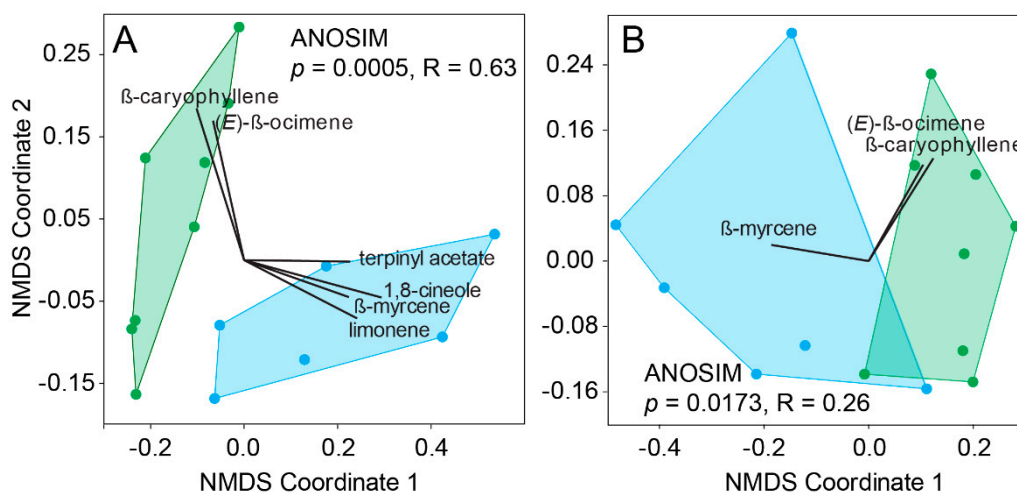 A
ANOSIM
p = 0.0005, R = 0.63
ß-caryophyllene
(E)-ß-ocimene
terpinyl acetate
1,8-cineole
ß-myrcene
limonene
NMDS Coordinate 2
0.25
0.15
0.05
-0.05
-0.15
-0.2
0.0
0.2
0.4
NMDS Coordinate 1
B
(E)-ß-ocimene
ß-caryophyllene
ß-myrcene
ANOSIM
p = 0.0173, R = 0.26
0.24
0.16
0.08
0.00
-0.08
-0.16
-0.4
-0.2
0.0
0.2
NMDS Coordinate 1